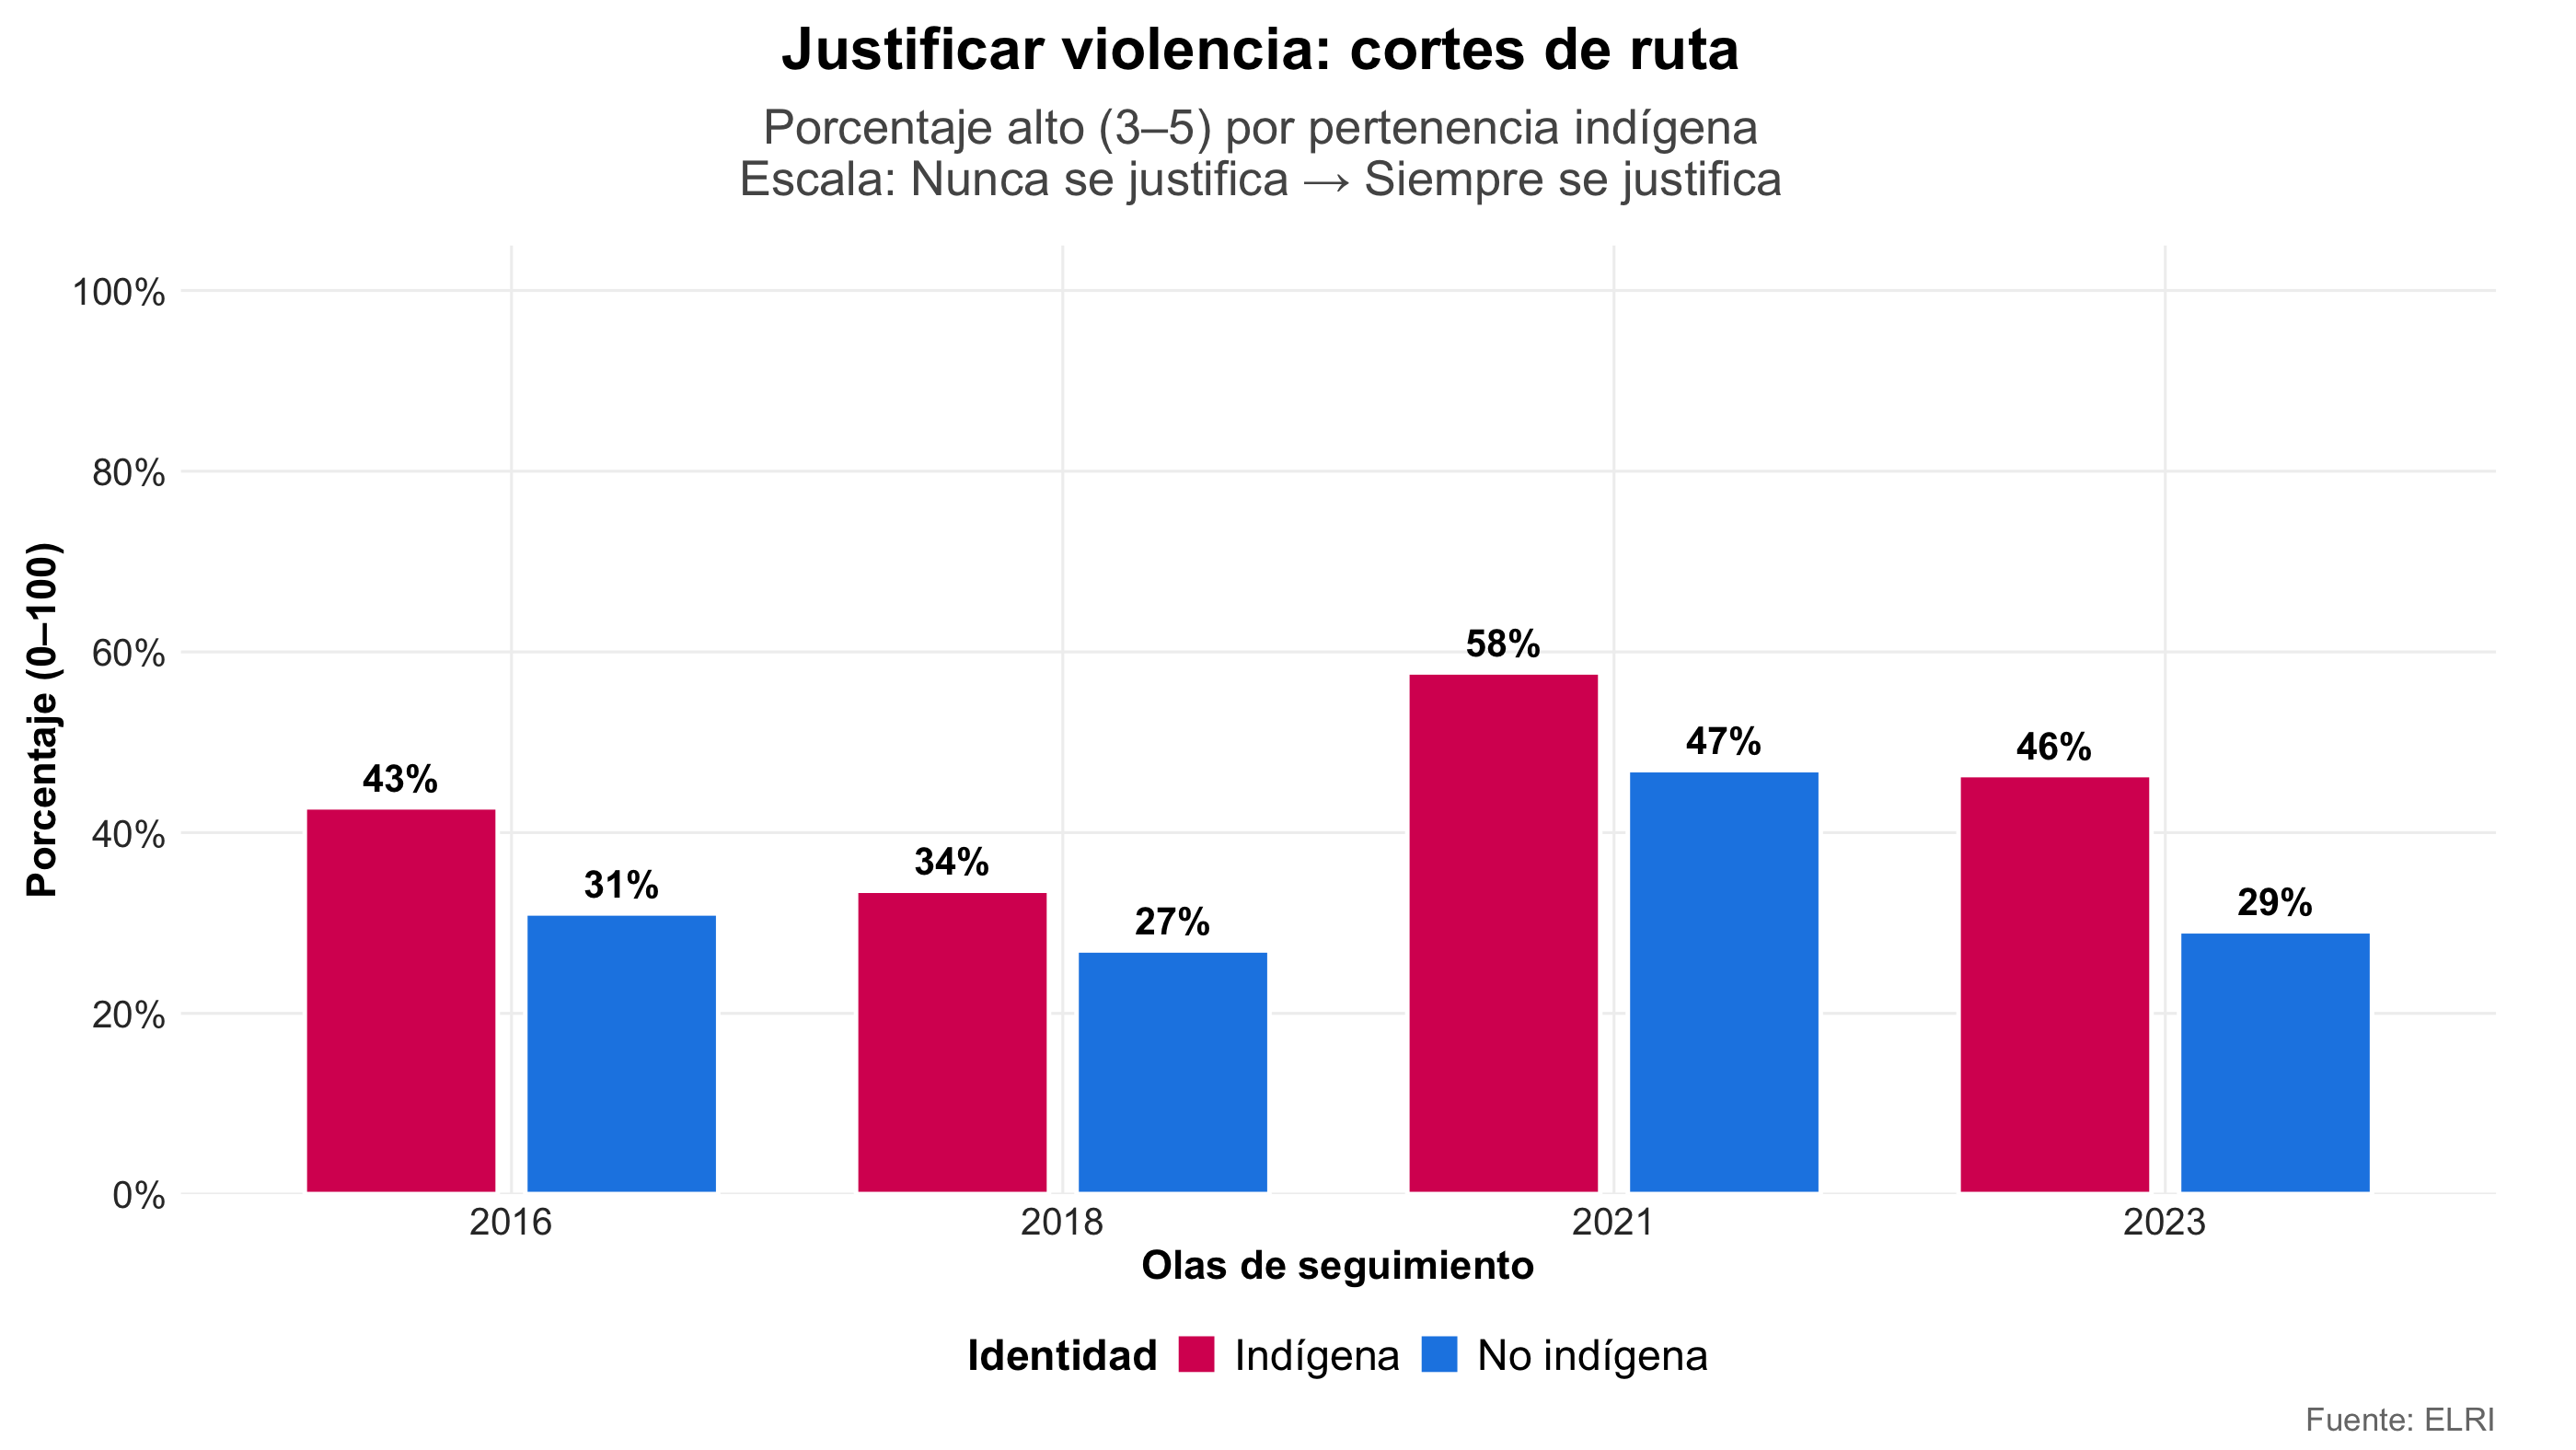 Justificar violencia: cortes de ruta
Porcentaje alto (3–5) por pertenencia indígena
Escala: Nunca se justifica → Siempre se justifica
Porcentaje (0–100)
100%
80%
60%
40%
20%
0%
43%
31%
34%
27%
58%
47%
46%
29%
2016
2018
2021
2023
Olas de seguimiento
Identidad
Indígena
No indígena
Fuente: ELRI